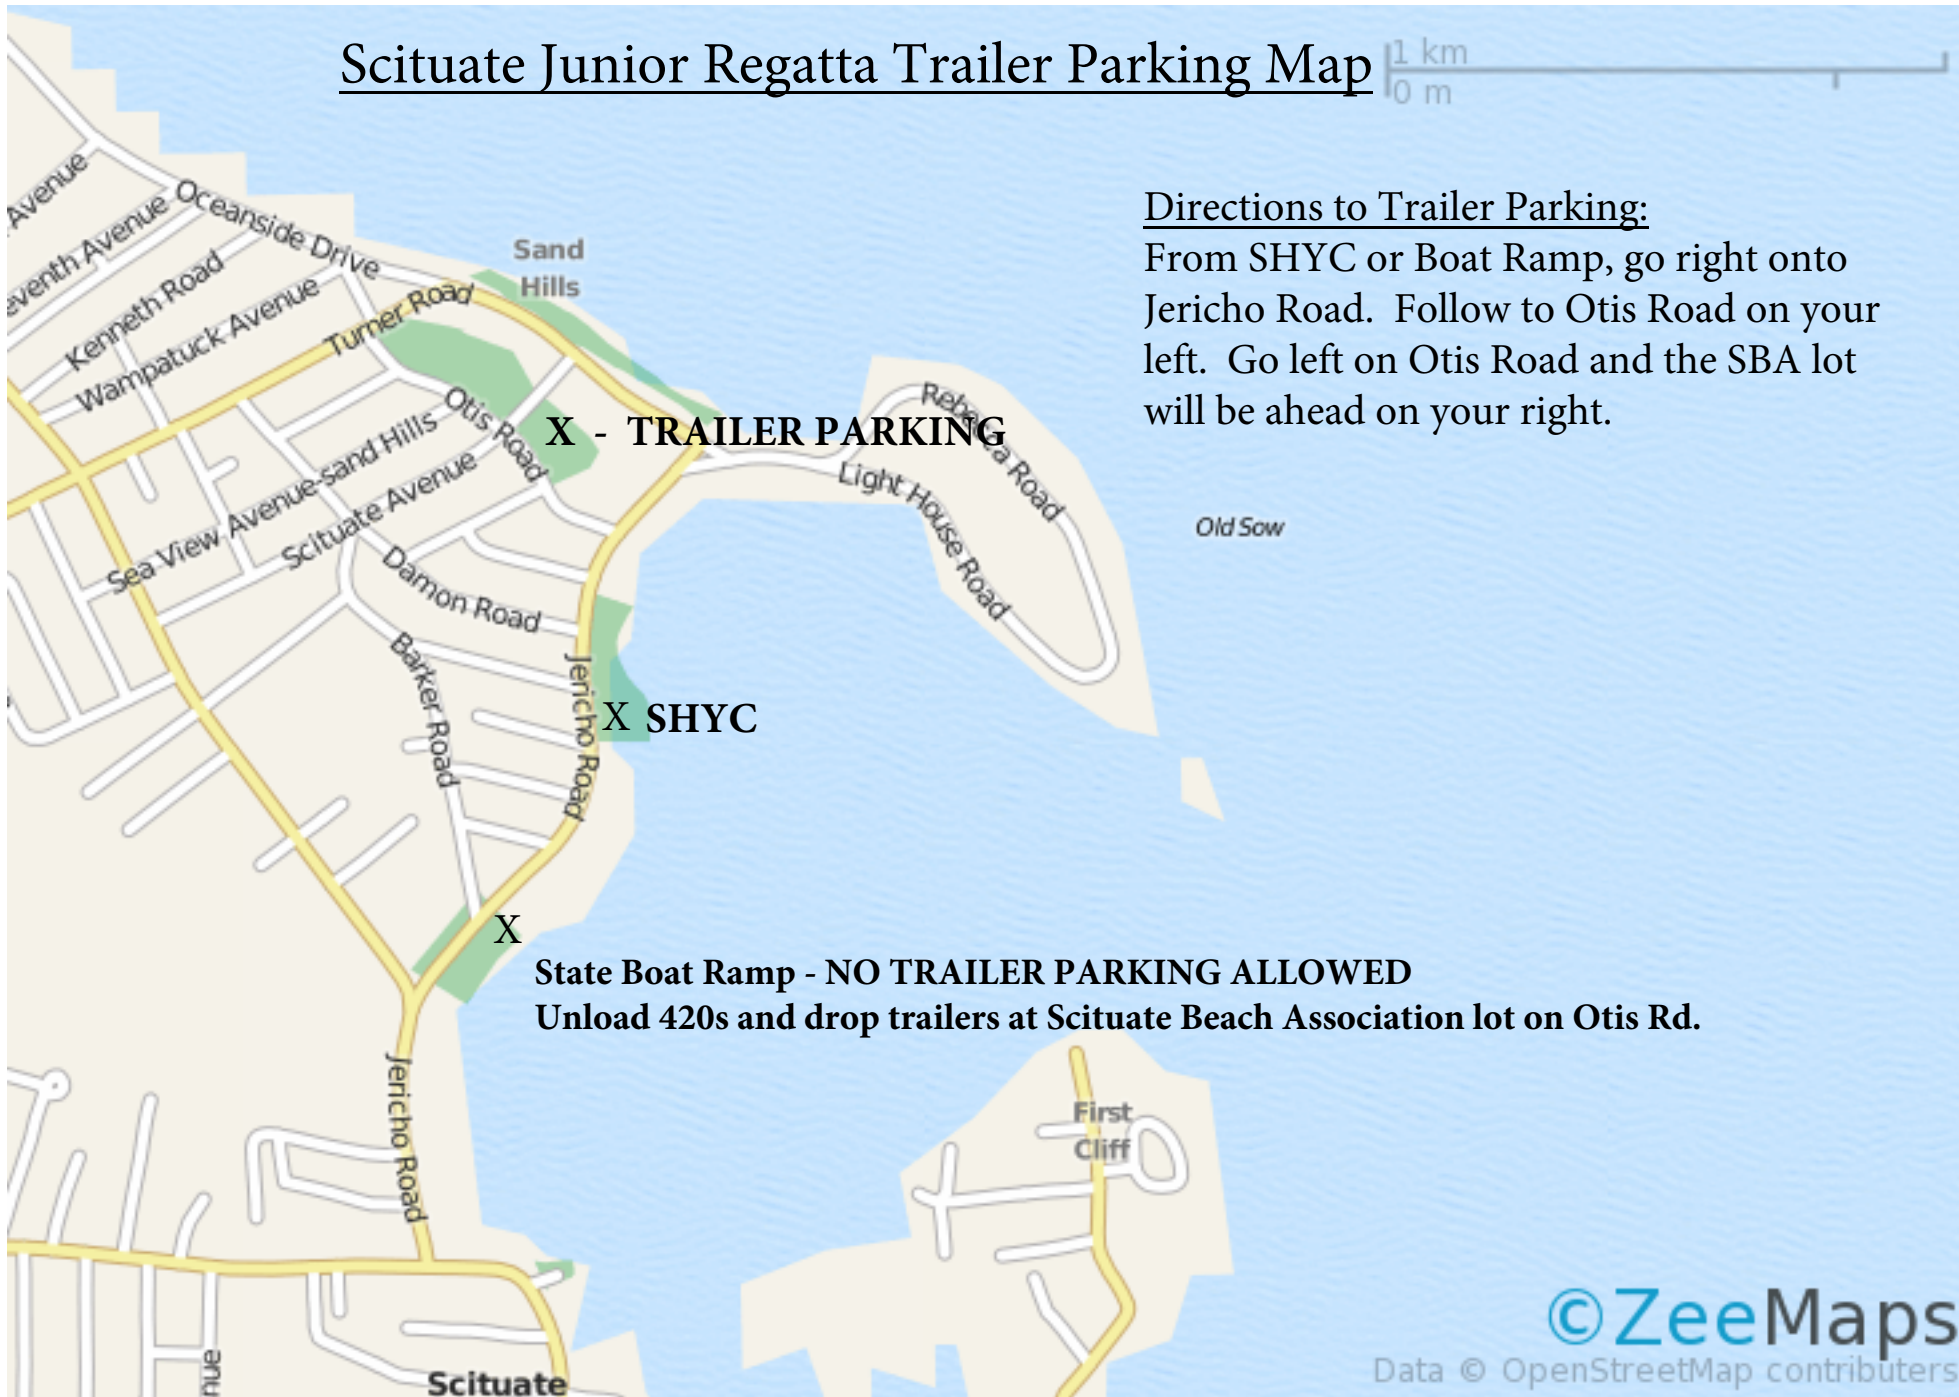 Scituate Junior Regatta Trailer Parking Map
1 km
0 m
Directions to Trailer Parking:
From SHYC or Boat Ramp, go right onto
Jericho Road.  Follow to Otis Road on your
left.  Go left on Otis Road and the SBA lot
will be ahead on your right.
Avenue
eventh Avenue
Oceanside Drive
Kenneth Road
Wampatuck Avenue
Turner Road
Sand
Hills
Otis Road
X - TRAILER PARKING
Rebecca Road
Light House Road
Sea View Avenue-sand Hills
Scituate Avenue
Old Sow
Damon Road
Barker Road
Jericho Road
X SHYC
X
State Boat Ramp - NO TRAILER PARKING ALLOWED
Unload 420s and drop trailers at Scituate Beach Association lot on Otis Rd.
Jericho Road
First
Cliff
nue
Scituate
©ZeeMaps
Data © OpenStreetMap contributers